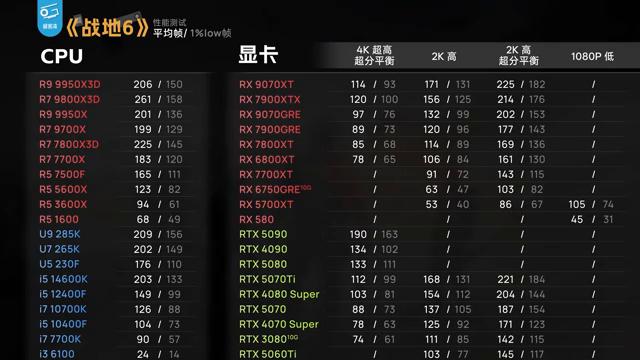 《战地6》 性能测试
平均帧/ 1%low帧
CPU 显卡 4K 超高 超分平衡 2K 高 2K 高 超分平衡 1080P 低
R9 9950X3D 206 / 150 RX 9070XT 114 / 93 171 / 131 225 / 182 /
R7 9800X3D 261 / 158 RX 7900XTX 120 / 100 156 / 125 214 / 176 /
R9 9950X 201 / 136 RX 9070GRE 97 / 76 132 / 99 202 / 153 /
R7 9700X 199 / 129 RX 7900GRE 89 / 73 120 / 96 177 / 143 /
R7 7800X3D 225 / 145 RX 7800XT 85 / 68 114 / 89 169 / 136 /
R7 7700X 183 / 120 RX 6800XT 78 / 65 106 / 84 161 / 130 /
R5 7500F 165 / 111 RX 7700XT / 91 / 72 143 / 115 /
R5 5600X 123 / 82 RX 6750GRE 10G / 63 / 47 103 / 82 /
R5 3600X 94 / 61 RX 5700XT / 53 / 40 86 / 67 105 / 74
R5 1600 68 / 49 RX 580 / / / 45 / 31
U9 285K 209 / 156 RTX 5090 190 / 163 / / /
U7 265K 202 / 149 RTX 4090 134 / 102 / / /
U5 230F 176 / 110 RTX 5080 133 / 111 / / /
i5 14600K 203 / 132 RTX 5070Ti 112 / 99 168 / 131 221 / 184 /
i5 12400F 149 / 99 RTX 4080 Super 103 / 81 154 / 112 204 / 144 /
i7 10700K 126 / 88 RTX 5070 88 / 73 137 / 105 187 / 154 /
i5 10400F 104 / 73 RTX 4070 Super 78 / 63 125 / 92 171 / 123 /
i7 7700K 90 / 57 RTX 3080 10G 74 / 61 111 / 85 142 / 115 /
i3 6100 24 / 14 RTX 5060Ti / 103 / 77 145 / 117 /